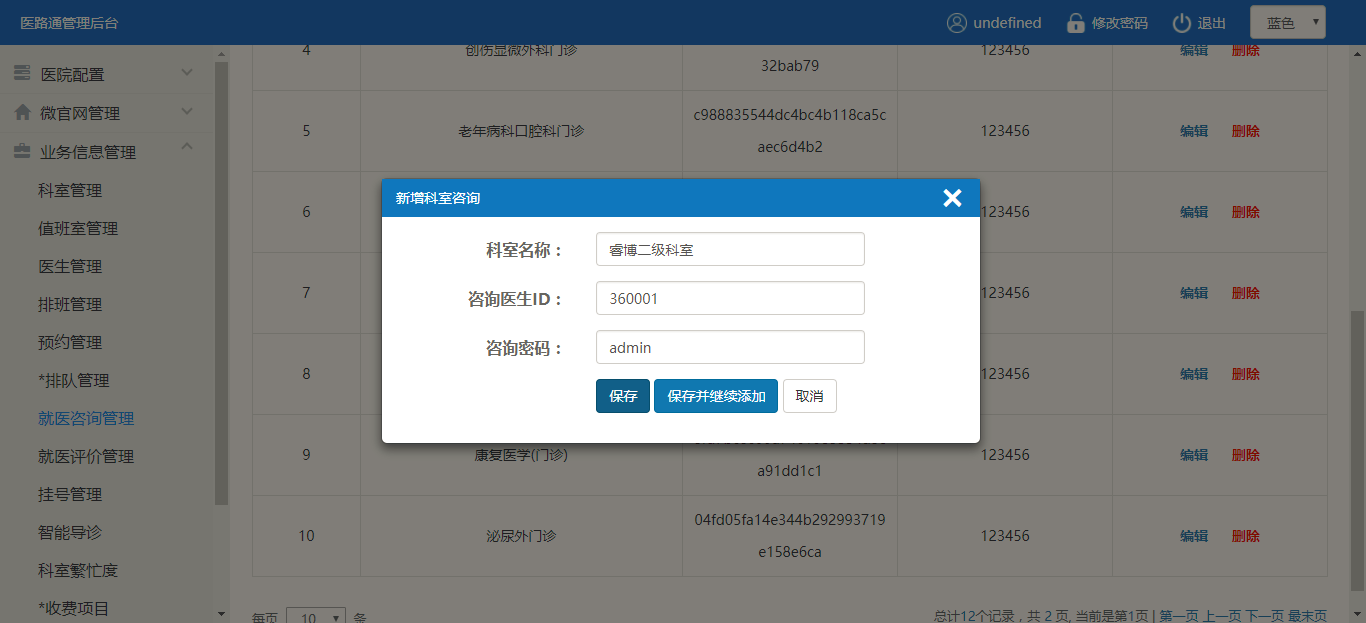 医路通管理后台
undefined 修改密码 退出 蓝色
医院配置
微官网管理
业务信息管理
科室管理
值班室管理
医生管理
排班管理
预约管理
*排队管理
就医咨询管理
就医评价管理
挂号管理
智能导诊
科室繁忙度
*收费项目
4 创伤显微外科门诊 32bab79 123456 编辑 删除
5 老年病科口腔科门诊 c988835544dc4bc4b118ca5c 123456 编辑 删除
aec6d4b2
6 123456 编辑 删除
7 123456 编辑 删除
8 123456 编辑 删除
9 康复医学(门诊) a91dd1c1 123456 编辑 删除
10 泌尿外门诊 04fd05fa14e344b292993719 123456 编辑 删除
e158e6ca
每页 10 条
总计12个记录，共 2 页, 当前是第1页 | 第一页 上一页 下一页 最末页
新增科室咨询
科室名称： 睿博二级科室
咨询医生ID： 360001
咨询密码： admin
保存 保存并继续添加 取消